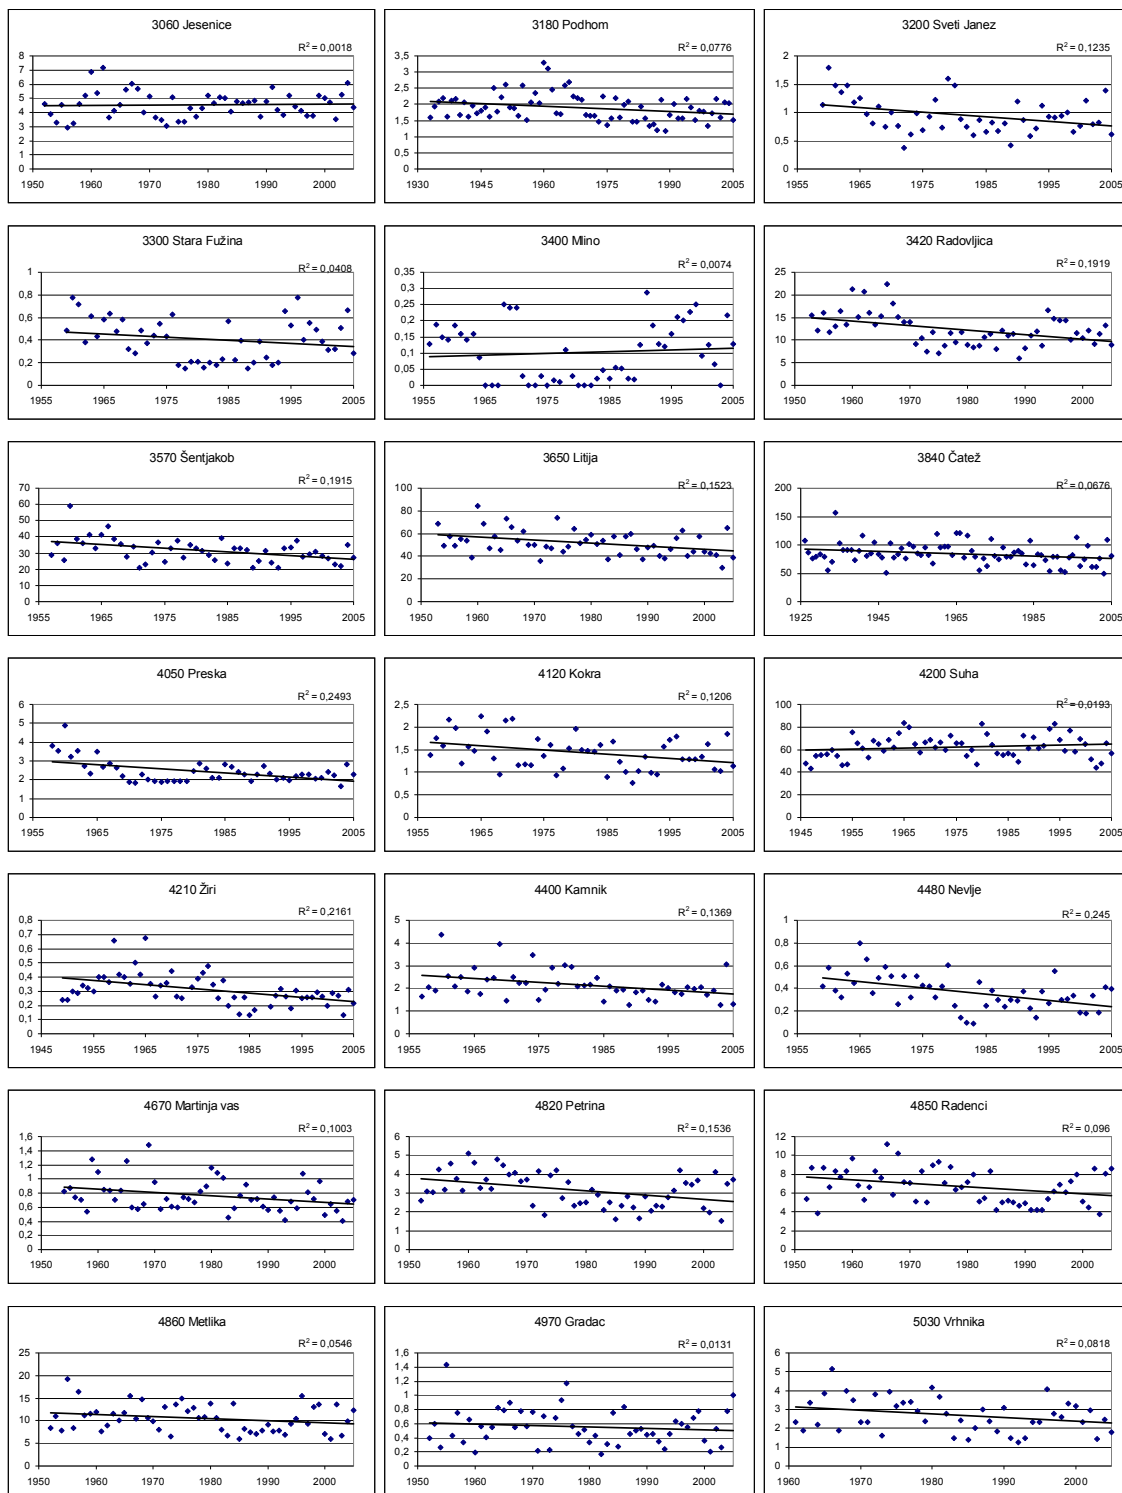 3060 Jesenice
R² = 0,0018
8
7
6
5
4
3
2
1
0
1950 1960 1970 1980 1990 2000
3180 Podhom
R² = 0,0776
3,5
3
2,5
2
1,5
1
0,5
0
1933 1945 1960 1975 1990 2005
3200 Sveti Janez
R² = 0,1235
2
1,5
1
0,5
0
1955 1965 1975 1985 1995 2005
3300 Stara Fužina
R² = 0,0408
1
0,8
0,6
0,4
0,2
0
1955 1965 1975 1985 1995 2005
3400 Mlino
R² = 0,0074
0,35
0,3
0,25
0,2
0,15
0,1
0,05
0
1955 1965 1975 1985 1995 2005
3420 Radovljica
R² = 0,1919
25
20
15
10
5
0
1950 1960 1970 1980 1990 2000
3570 Šentjakob
R² = 0,1915
70
60
50
40
30
20
10
0
1955 1965 1975 1985 1995 2005
3650 Litija
R² = 0,1523
100
80
60
40
20
0
1950 1960 1970 1980 1990 2000
3840 Čatež
R² = 0,0676
200
150
100
50
0
1925 1945 1965 1985 2005
4050 Preska
R² = 0,2493
6
5
4
3
2
1
0
1955 1965 1975 1985 1995 2005
4120 Kokra
R² = 0,1206
2,5
2
1,5
1
0,5
0
1955 1965 1975 1985 1995 2005
4200 Suha
R² = 0,0193
100
80
60
40
20
0
1945 1955 1965 1975 1985 1995 2005
4210 Žiri
R² = 0,2161
0,8
0,7
0,6
0,5
0,4
0,3
0,2
0,1
0
1945 1955 1965 1975 1985 1995 2005
4400 Kamnik
R² = 0,1369
5
4
3
2
1
0
1955 1965 1975 1985 1995 2005
4480 Nevlje
R² = 0,245
1
0,8
0,6
0,4
0,2
0
1955 1965 1975 1985 1995 2005
4670 Martinja vas
R² = 0,1003
1,6
1,4
1,2
1
0,8
0,6
0,4
0,2
0
1950 1960 1970 1980 1990 2000
4820 Petrina
R² = 0,1536
6
5
4
3
2
1
0
1950 1960 1970 1980 1990 2000
4850 Radenci
R² = 0,096
12
10
8
6
4
2
0
1950 1960 1970 1980 1990 2000
4860 Metlika
R² = 0,0546
25
20
15
10
5
0
1950 1960 1970 1980 1990 2000
4970 Gradac
R² = 0,0131
1,6
1,4
1,2
1
0,8
0,6
0,4
0,2
0
1950 1960 1970 1980 1990 2000
5030 Vrhnika
R² = 0,0818
6
5
4
3
2
1
0
1960 1970 1980 1990 2000